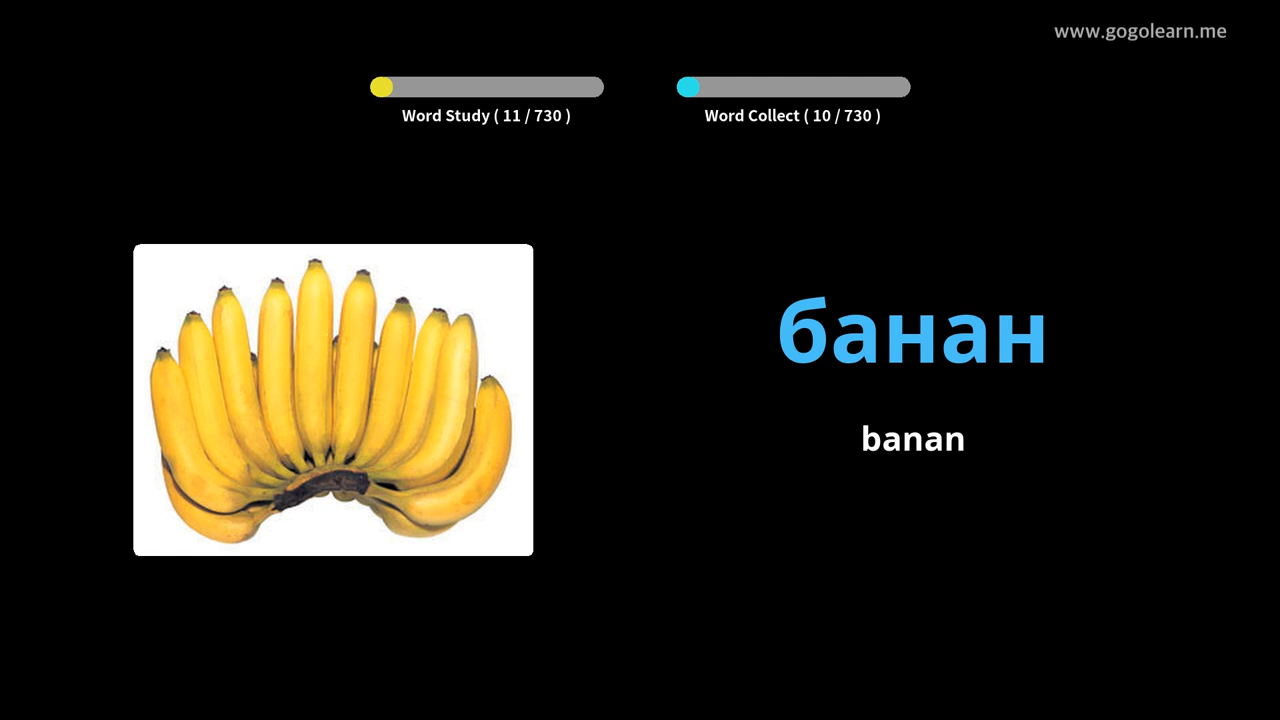 www.gogolearn.me
Word Study ( 11 / 730 )
Word Collect ( 10 / 730 )
банан
banan